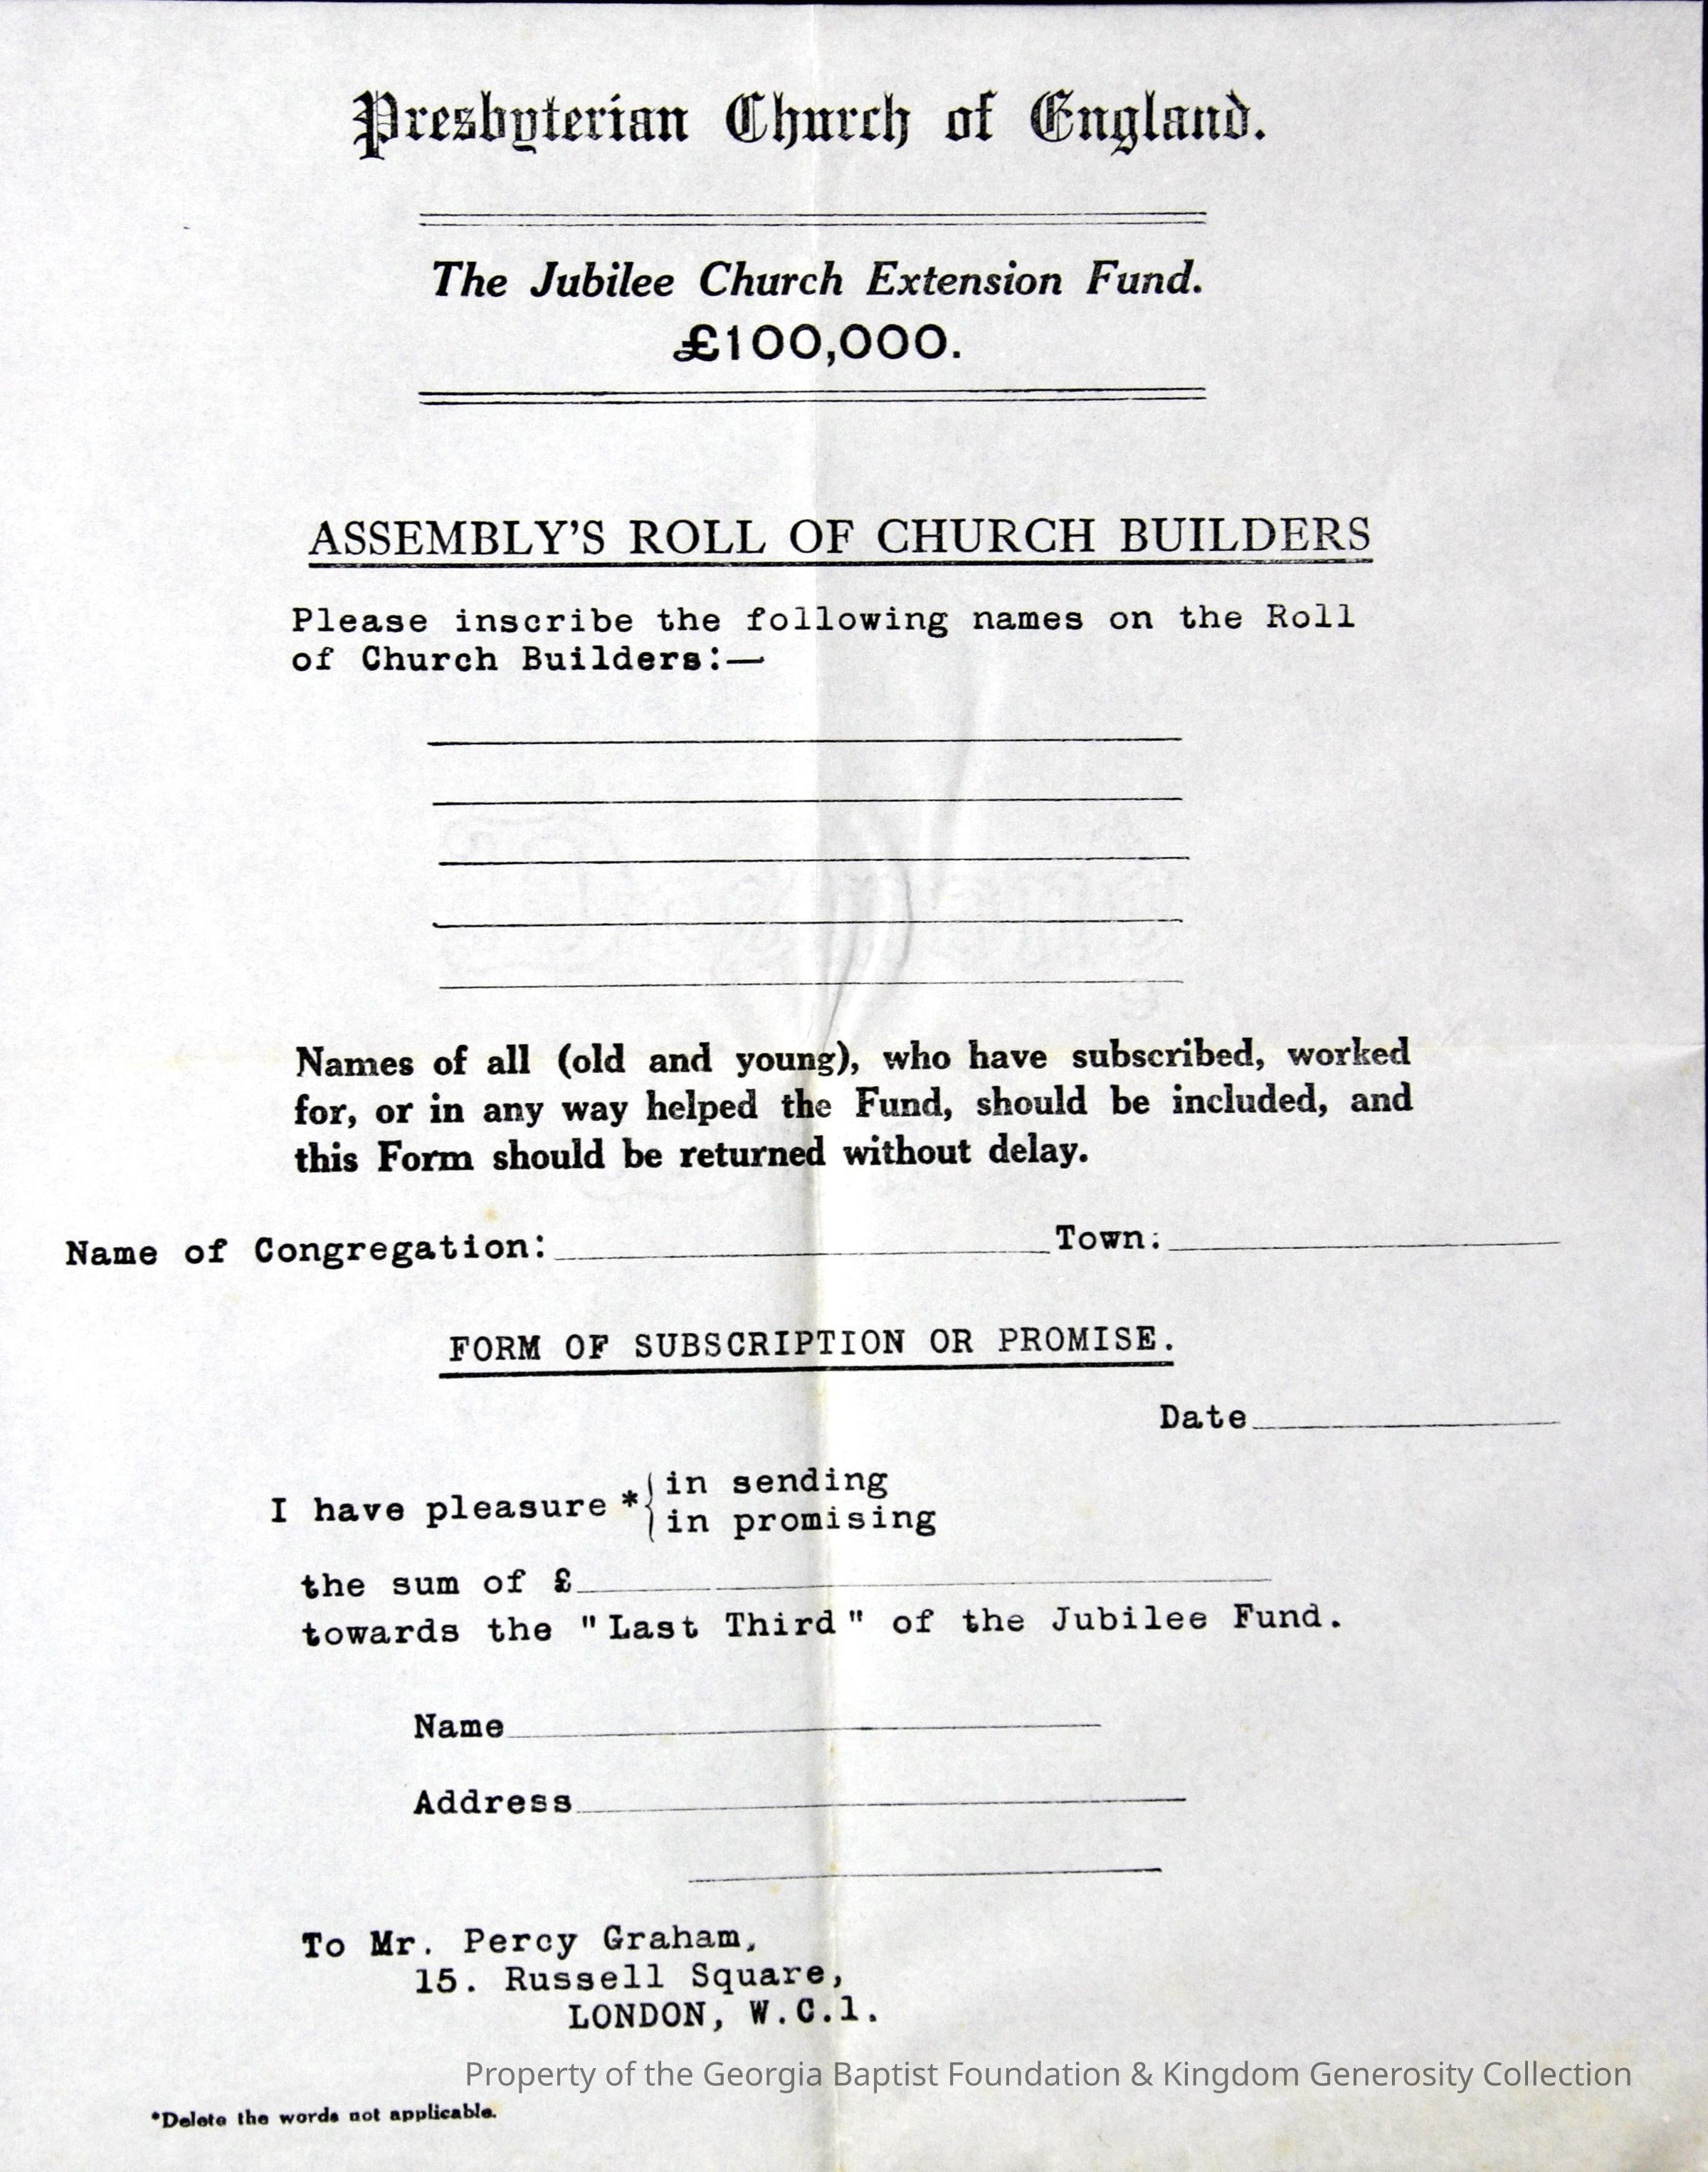 Presbyterian Church of England.
The Jubilee Church Extension Fund.
£100,000.
ASSEMBLY'S ROLL OF CHURCH BUILDERS
Please inscribe the following names on the Roll
of Church Builders:—
Names of all (old and young), who have subscribed, worked
for, or in any way helped the Fund, should be included, and
this Form should be returned without delay.
Name of Congregation: Town:
FORM OF SUBSCRIPTION OR PROMISE.
Date
I have pleasure * { in sending
in promising
the sum of £
towards the "Last Third" of the Jubilee Fund.
Name
Address
To Mr. Percy Graham,
15. Russell Square,
LONDON, W.C.1.
Property of the Georgia Baptist Foundation & Kingdom Generosity Collection
*Delete the words not applicable.